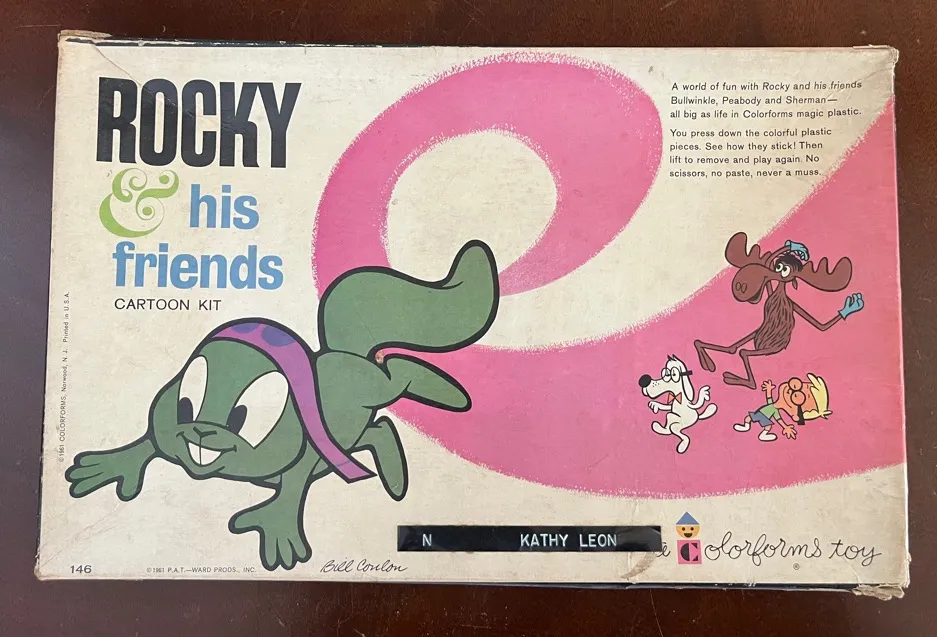 ROCKY
& his
friends
CARTOON KIT
A world of fun with Rocky and his friends
Bullwinkle, Peabody and Sherman—
all big as life in Colorforms magic plastic.
You press down the colorful plastic
pieces. See how they stick! Then
lift to remove and play again. No
scissors, no paste, never a muss.
© 1961 COLORFORMS, Norwood, N. J. Printed in U.S.A.
N KATHY LEON
Colorforms toy
®
146
© 1961 P.A.T.—WARD PRODS., INC.
Bill Conlon